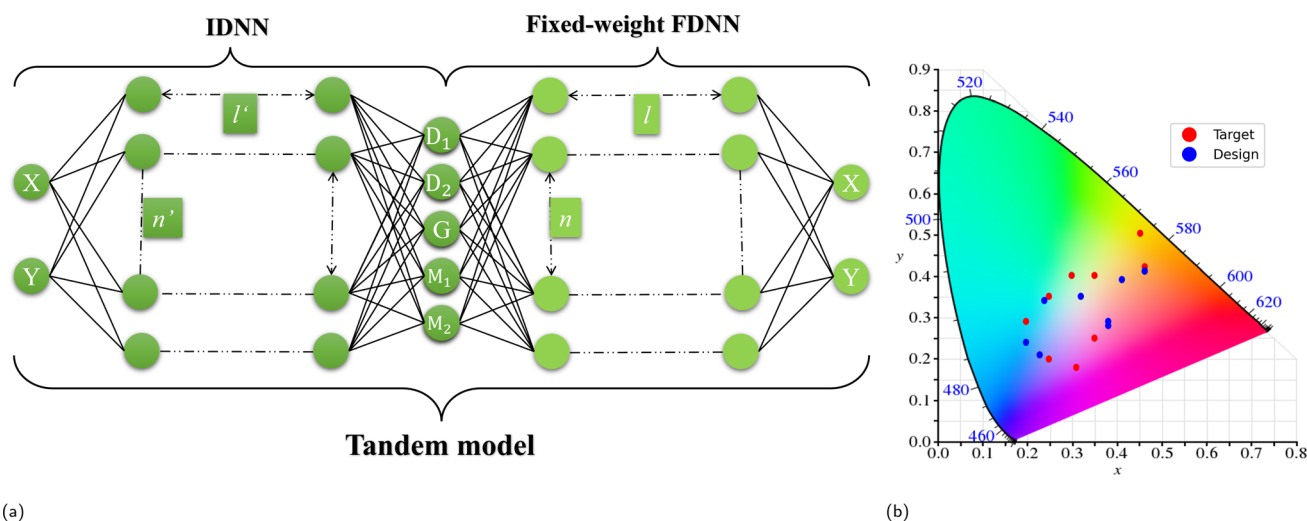 IDNN
Fixed-weight FDNN
l‘
l
D1
D2
G
M1
M2
X
Y
n’
n
X
Y
Tandem model
(a)
0.9
0.8
0.7
0.6
0.5
y
0.4
0.3
0.2
0.1
0.0
0.0 0.1 0.2 0.3 0.4 0.5 0.6 0.7 0.8
x
520
540
560
580
600
620
500
480
460
Target
Design
(b)